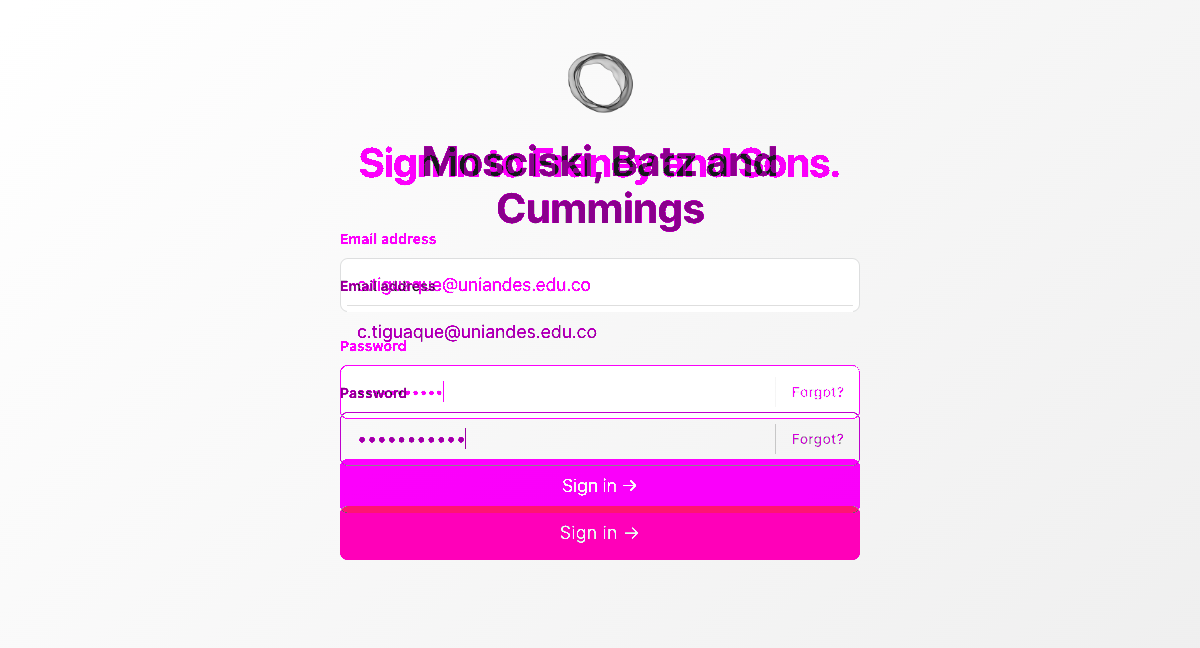 Sign in to Franey and Sons.
Mosciski, Batz and
Cummings
Email address
c.tiguaque@uniandes.edu.co
Email address
c.tiguaque@uniandes.edu.co
Password
Forgot?
Password
Forgot?
Sign in →
Sign in →